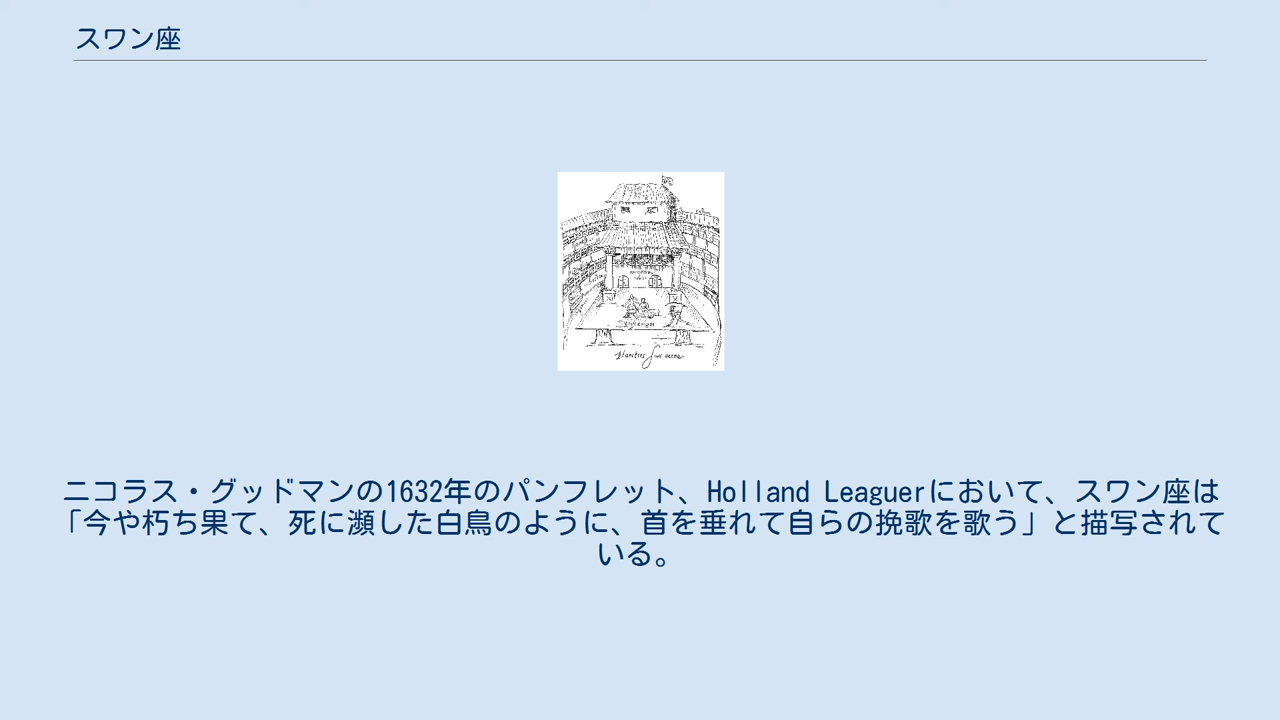 スワン座
ニコラス・グッドマンの1632年のパンフレット、Holland Leaguerにおいて、スワン座は
「今や朽ち果て、死に瀕した白鳥のように、首を垂れて自らの挽歌を歌う」と描写されて
いる。